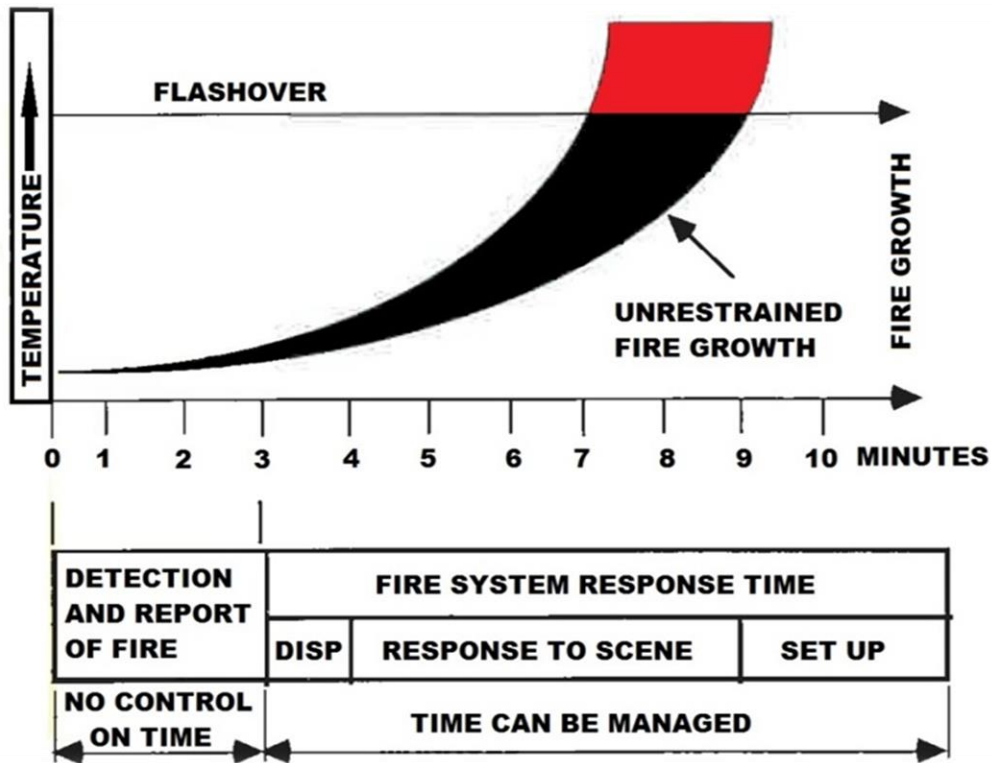 FLASHOVER
TEMPERATURE
FIRE GROWTH
UNRESTRAINED
FIRE GROWTH
0 1 2 3 4 5 6 7 8 9 10 MINUTES
DETECTION
AND REPORT
OF FIRE
FIRE SYSTEM RESPONSE TIME
DISP RESPONSE TO SCENE SET UP
NO CONTROL
ON TIME
TIME CAN BE MANAGED